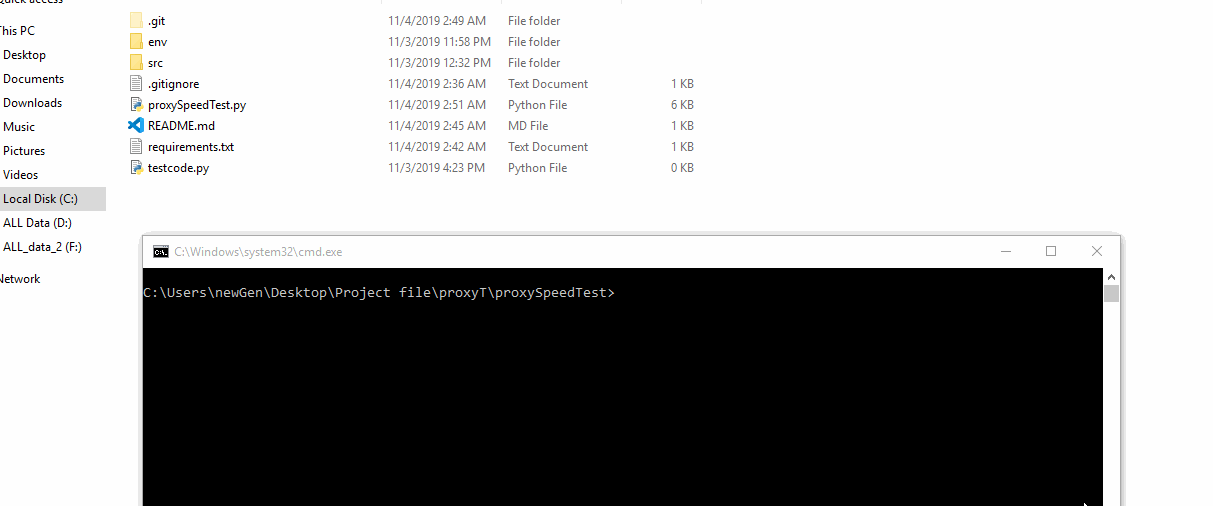 Quick access
This PC
Desktop
Documents
Downloads
Music
Pictures
Videos
Local Disk (C:)
ALL Data (D:)
ALL_data_2 (F:)
Network
.git 11/4/2019 2:49 AM File folder
env 11/3/2019 11:58 PM File folder
src 11/3/2019 12:32 PM File folder
.gitignore 11/4/2019 2:36 AM Text Document 1 KB
proxySpeedTest.py 11/4/2019 2:51 AM Python File 6 KB
README.md 11/4/2019 2:45 AM MD File 1 KB
requirements.txt 11/4/2019 2:42 AM Text Document 1 KB
testcode.py 11/3/2019 4:23 PM Python File 0 KB
C:\Windows\system32\cmd.exe
C:\Users\newGen\Desktop\Project file\proxyT\proxySpeedTest>